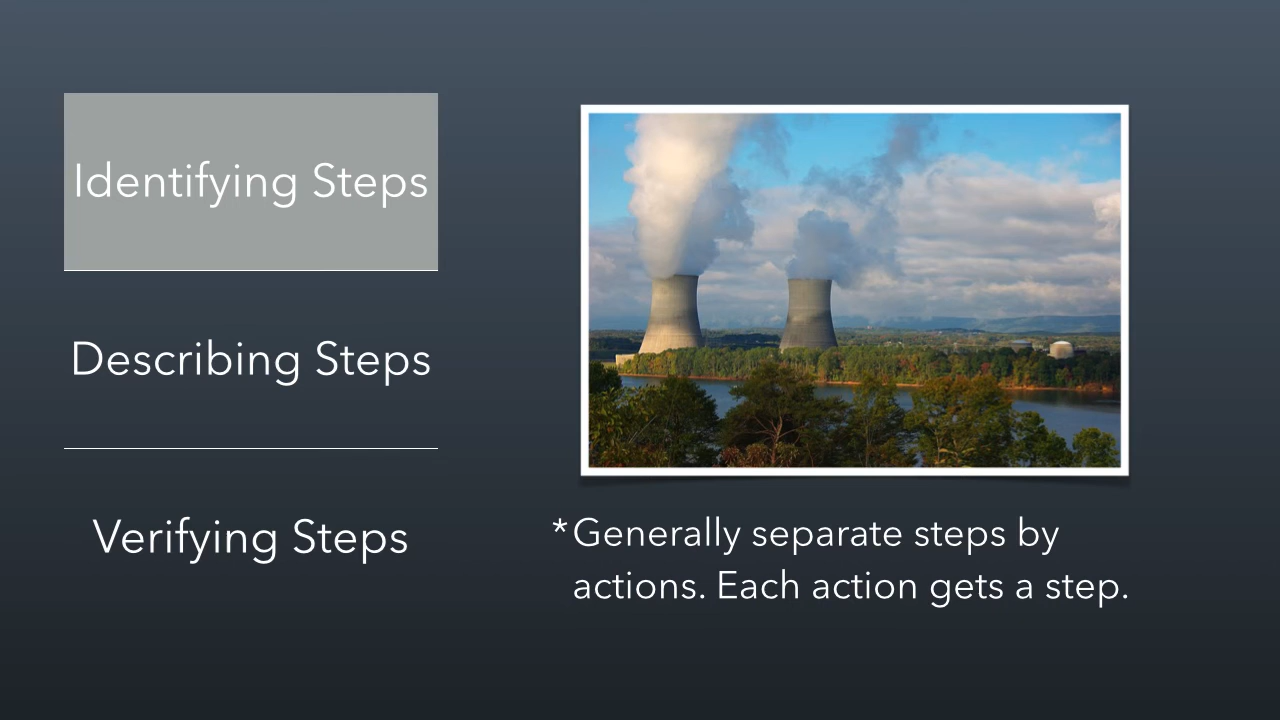 Identifying Steps
Describing Steps
Verifying Steps
*Generally separate steps by
actions. Each action gets a step.